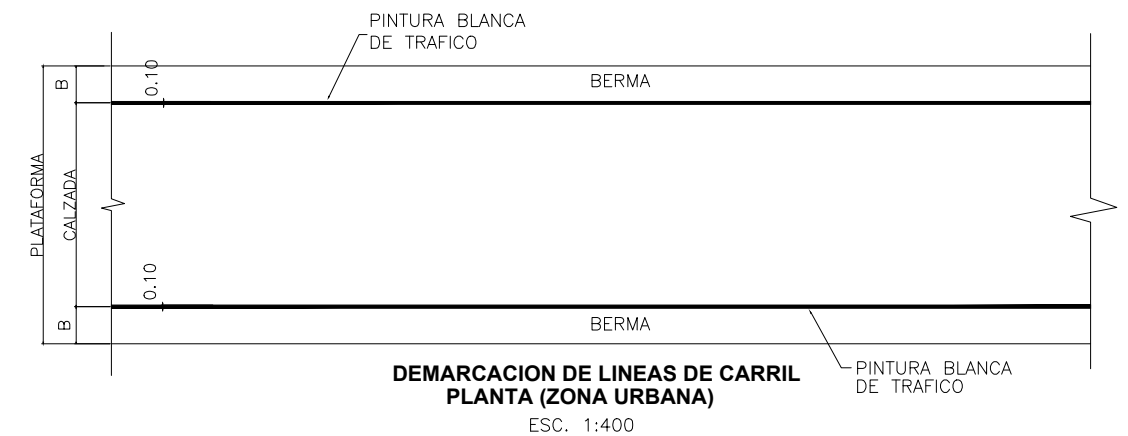 PINTURA BLANCA
DE TRAFICO
B
0.10
BERMA
PLATAFORMA
CALZADA
0.10
B
BERMA
PINTURA BLANCA
DE TRAFICO
DEMARCACION DE LINEAS DE CARRIL
PLANTA (ZONA URBANA)
ESC. 1:400